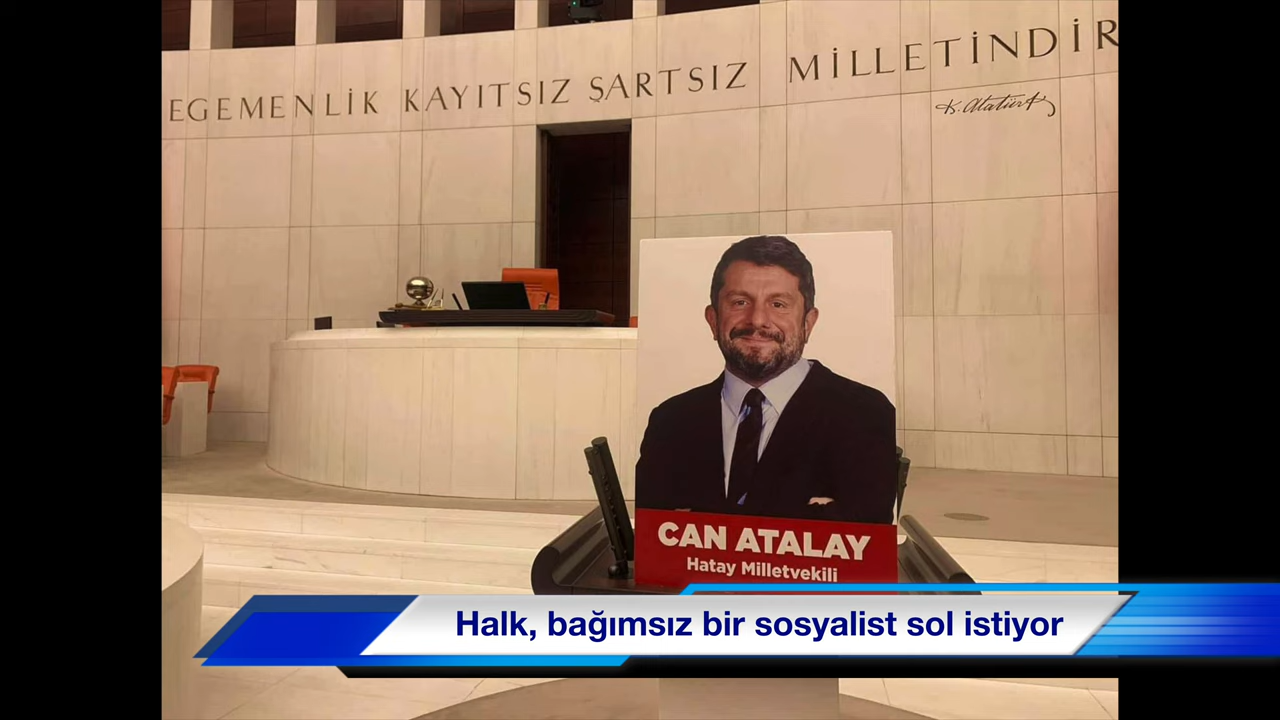 EGEMENLİK KAYITSIZ ŞARTSIZ MİLLETİNDİR
K. Atatürk
CAN ATALAY
Hatay Milletvekili
Halk, bağımsız bir sosyalist sol istiyor